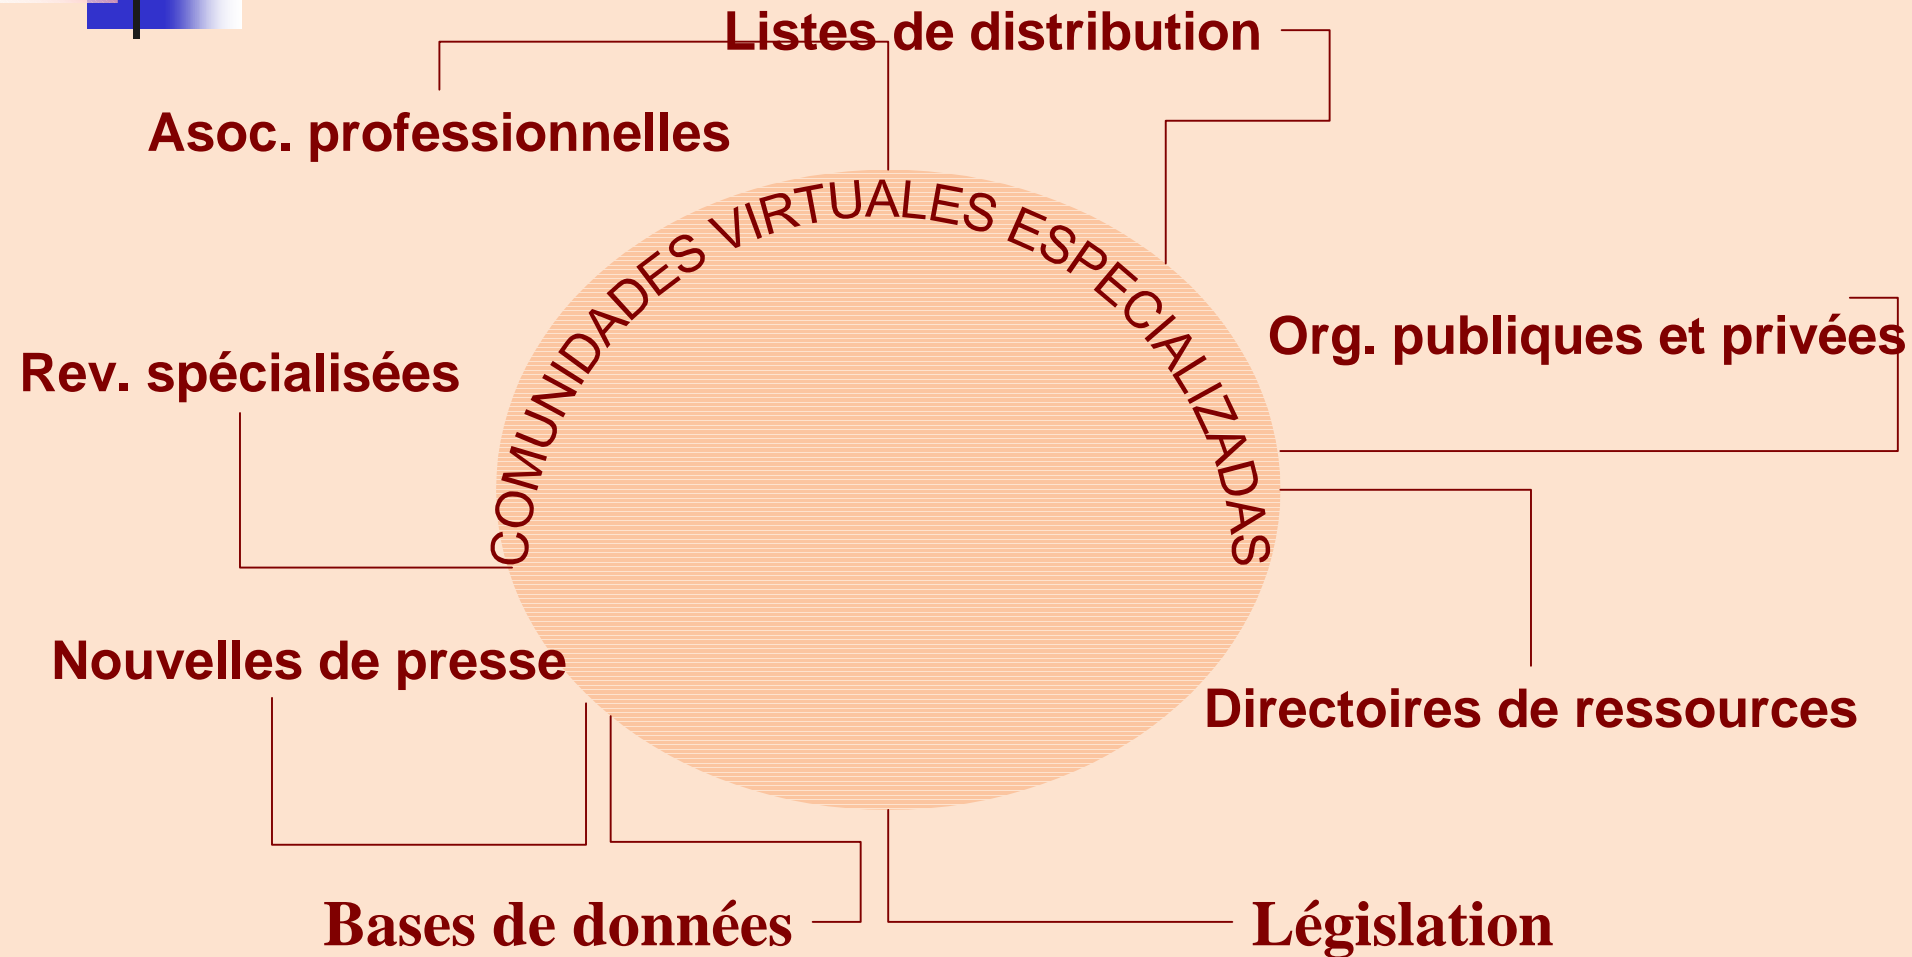 Listes de distribution
Asoc. professionnelles
COMUNIDADES VIRTUALES ESPECIALIZADAS
Org. publiques et privées
Rev. spécialisées
Nouvelles de presse
Directoires de ressources
Bases de données
Législation